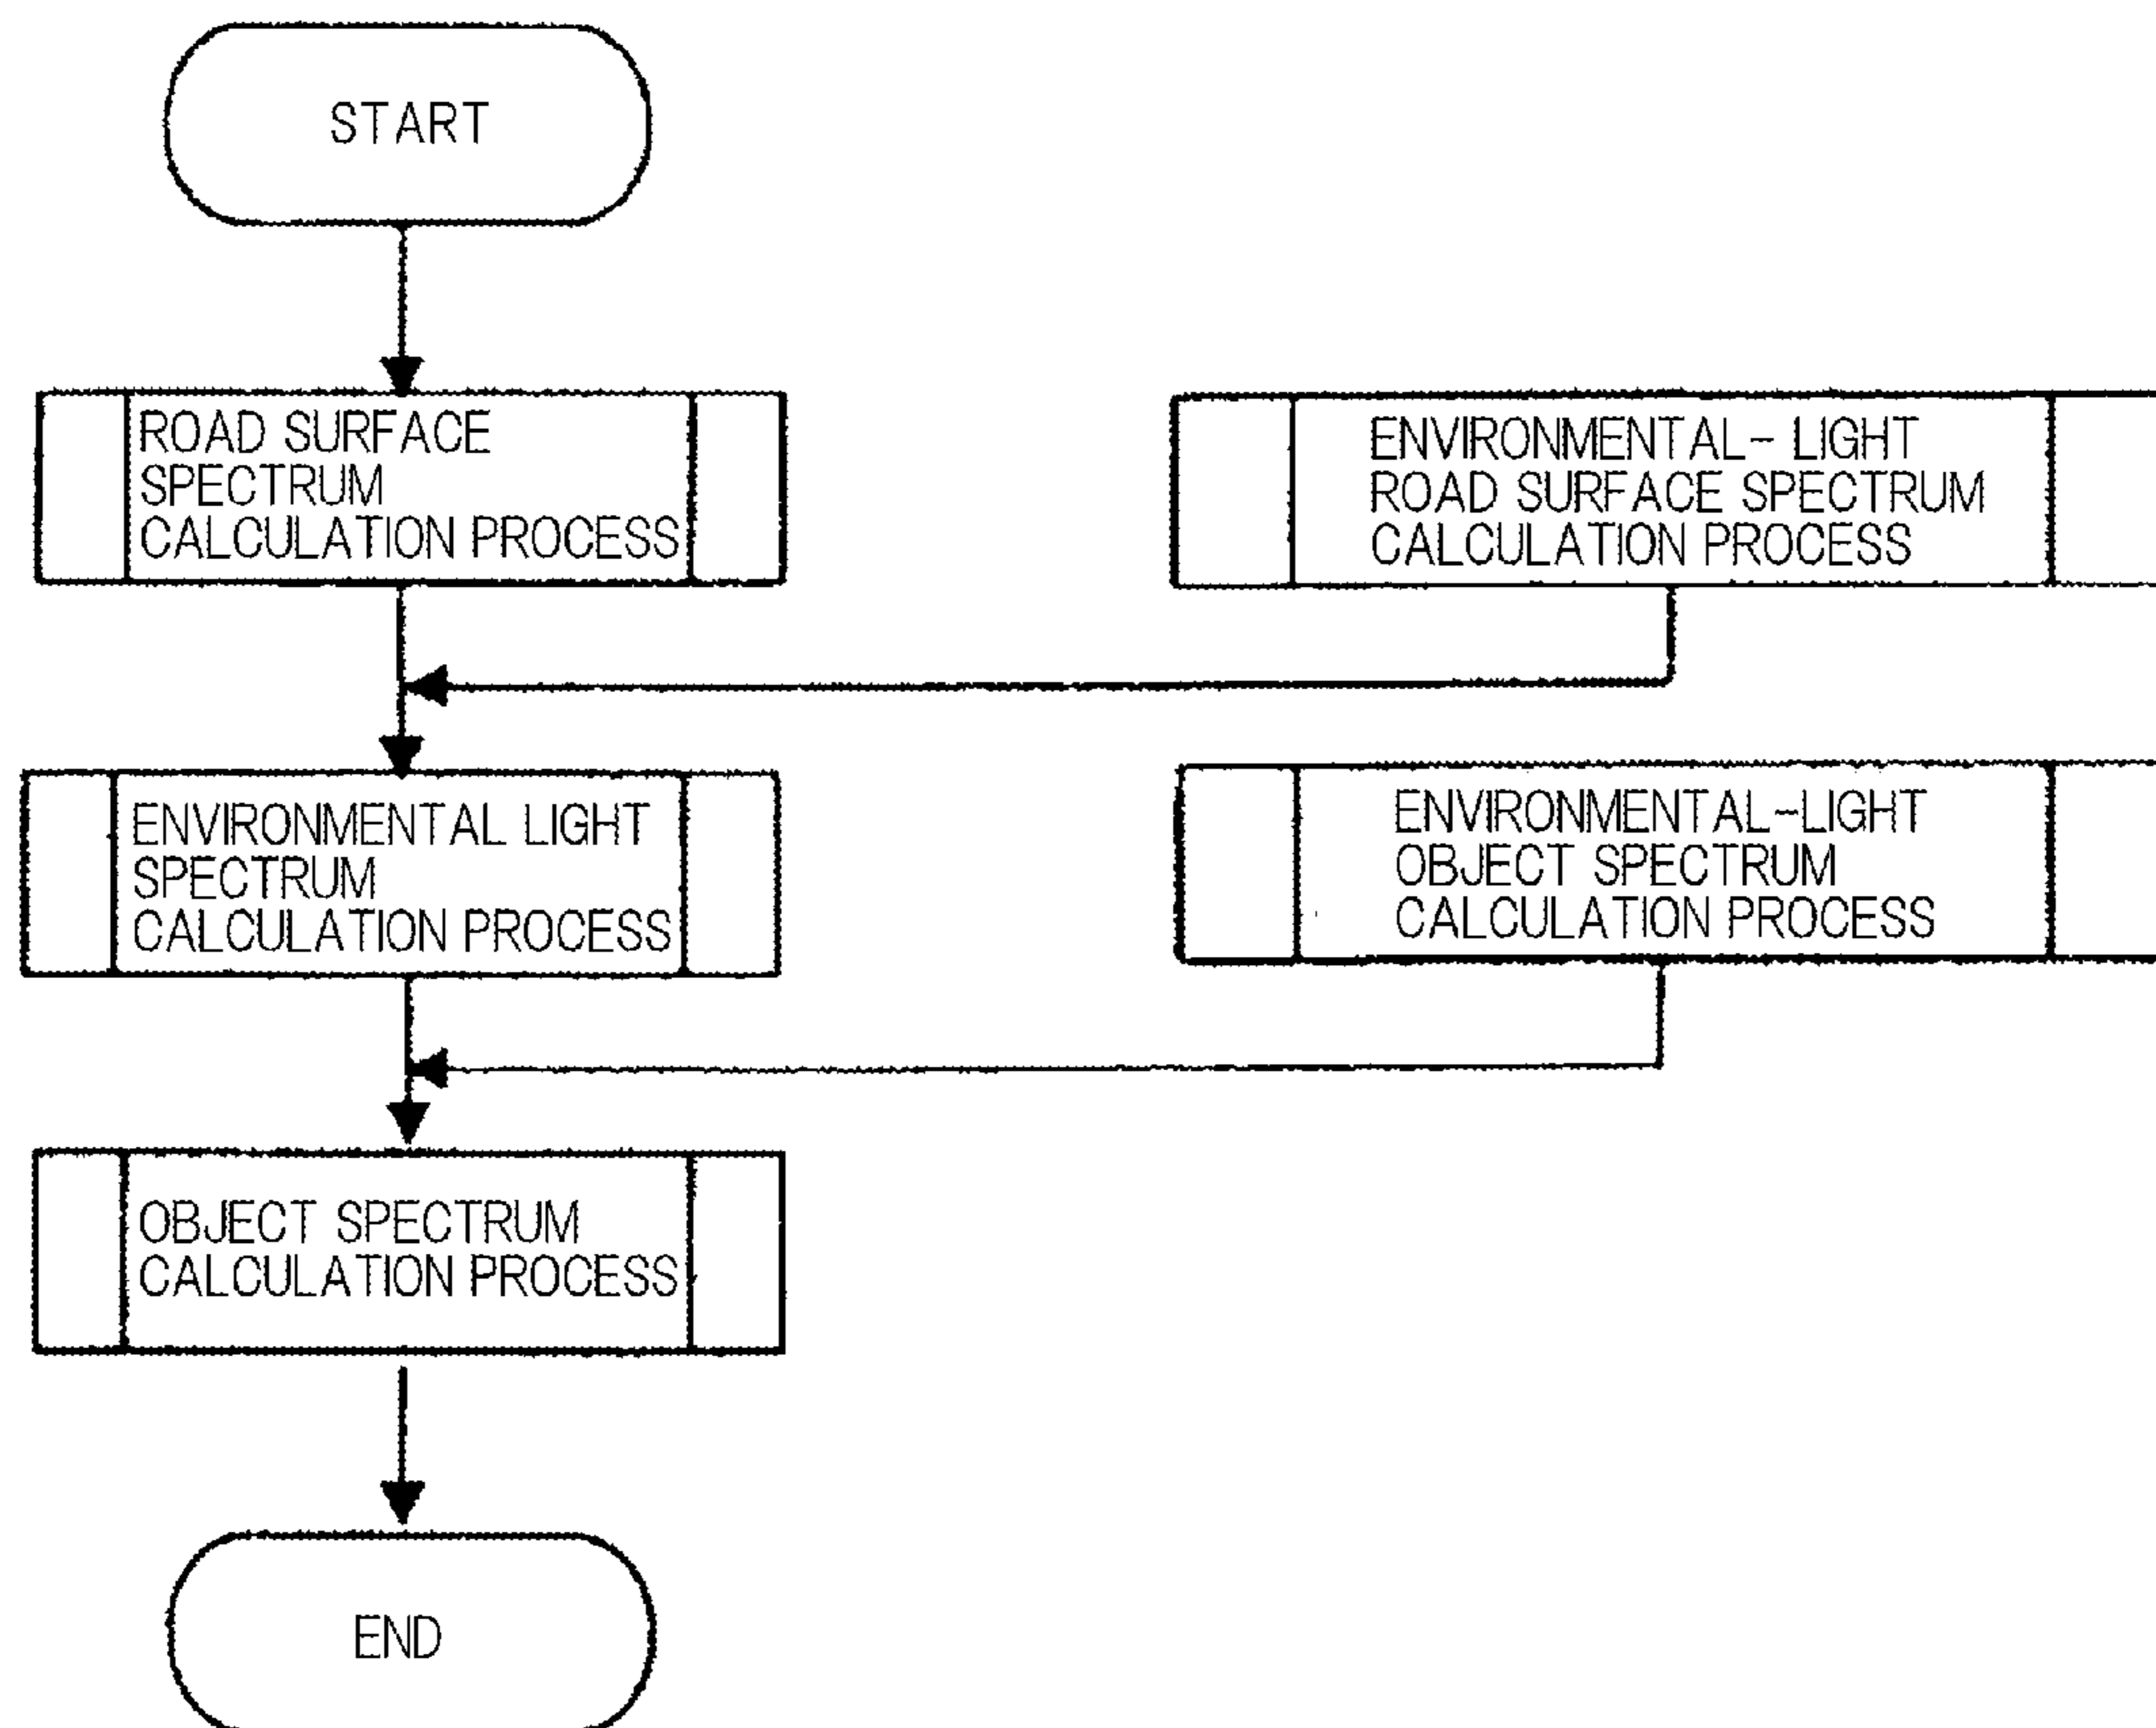 START
ROAD SURFACE
SPECTRUM
CALCULATION PROCESS
ENVIRONMENTAL- LIGHT
ROAD SURFACE SPECTRUM
CALCULATION PROCESS
ENVIRONMENTAL LIGHT
SPECTRUM
CALCULATION PROCESS
ENVIRONMENTAL-LIGHT
OBJECT SPECTRUM
CALCULATION PROCESS
OBJECT SPECTRUM
CALCULATION PROCESS
END